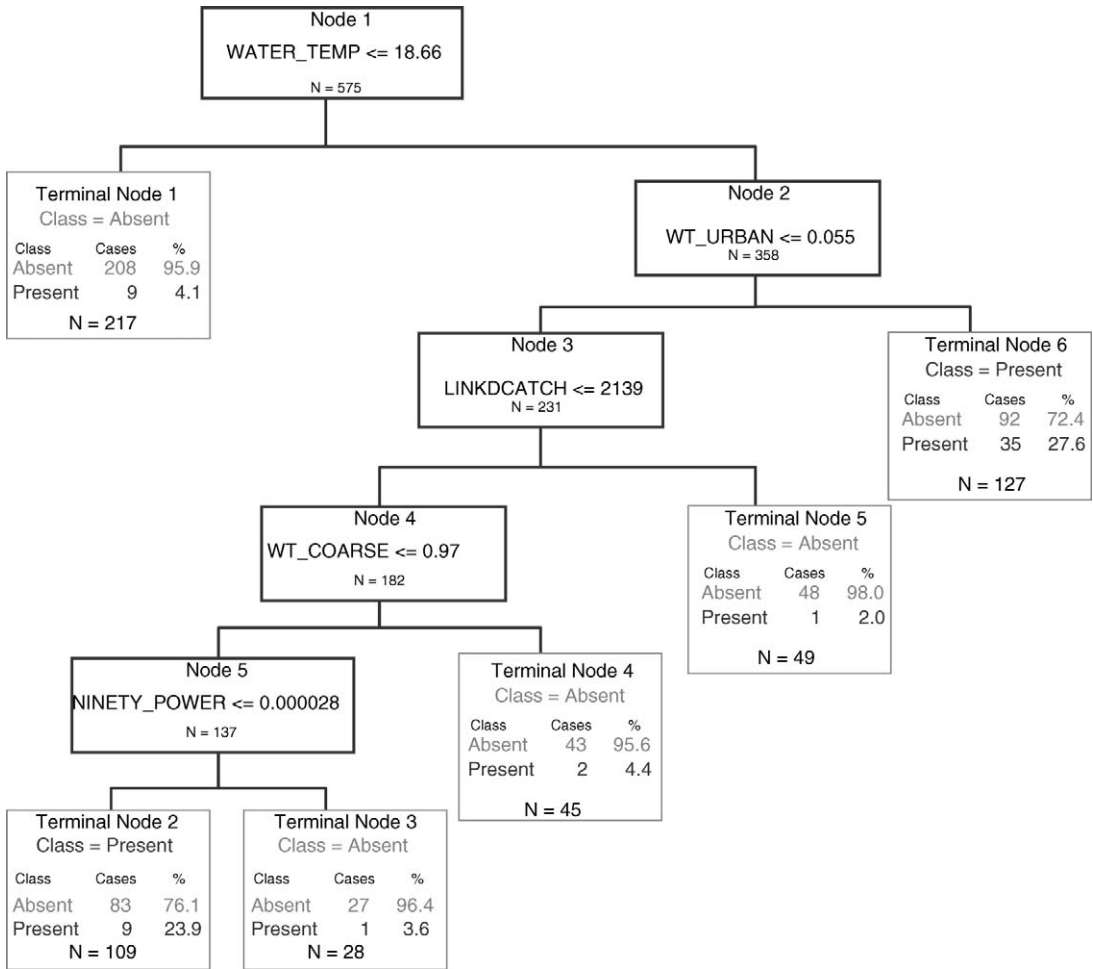 Node 1
WATER_TEMP <= 18.66
N = 575
Terminal Node 1
Class = Absent
Class Cases %
Absent 208 95.9
Present 9 4.1
N = 217
Node 2
WT_URBAN <= 0.055
N = 358
Node 3
LINKDCATCH <= 2139
N = 231
Terminal Node 6
Class = Present
Class Cases %
Absent 92 72.4
Present 35 27.6
N = 127
Node 4
WT_COARSE <= 0.97
N = 182
Terminal Node 5
Class = Absent
Class Cases %
Absent 48 98.0
Present 1 2.0
N = 49
Node 5
NINETY_POWER <= 0.000028
N = 137
Terminal Node 4
Class = Absent
Class Cases %
Absent 43 95.6
Present 2 4.4
N = 45
Terminal Node 2
Class = Present
Class Cases %
Absent 83 76.1
Present 9 23.9
N = 109
Terminal Node 3
Class = Absent
Class Cases %
Absent 27 96.4
Present 1 3.6
N = 28